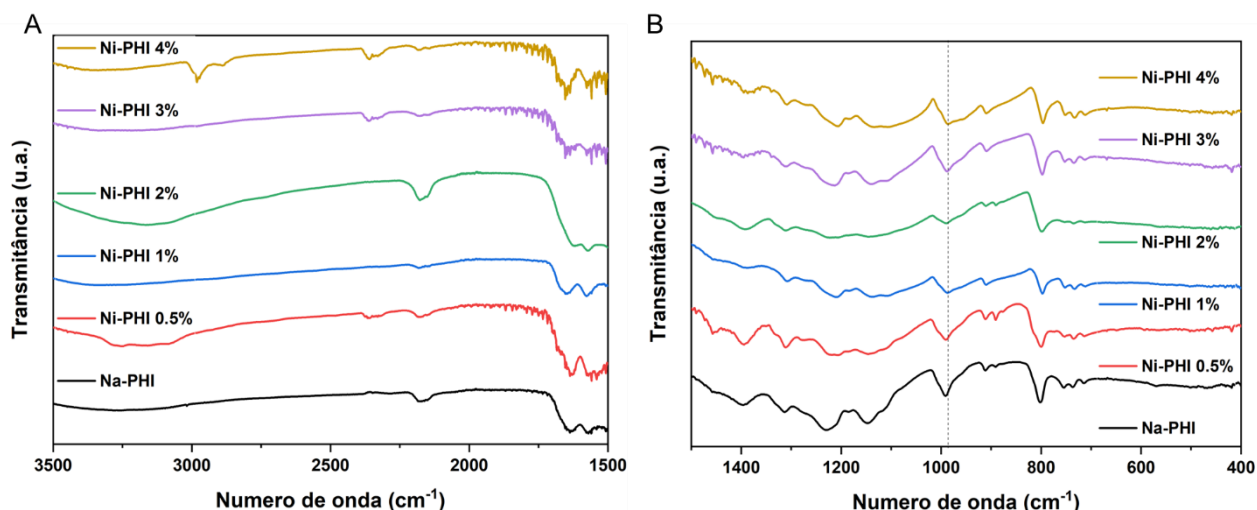 A
Ni-PHI 4%
Ni-PHI 3%
Ni-PHI 2%
Ni-PHI 1%
Ni-PHI 0.5%
Na-PHI
Transmitância (u.a.)
3500 3000 2500 2000 1500
Numero de onda (cm⁻¹)
B
Ni-PHI 4%
Ni-PHI 3%
Ni-PHI 2%
Ni-PHI 1%
Ni-PHI 0.5%
Na-PHI
Transmitância (u.a.)
1400 1200 1000 800 600 400
Numero de onda (cm⁻¹)